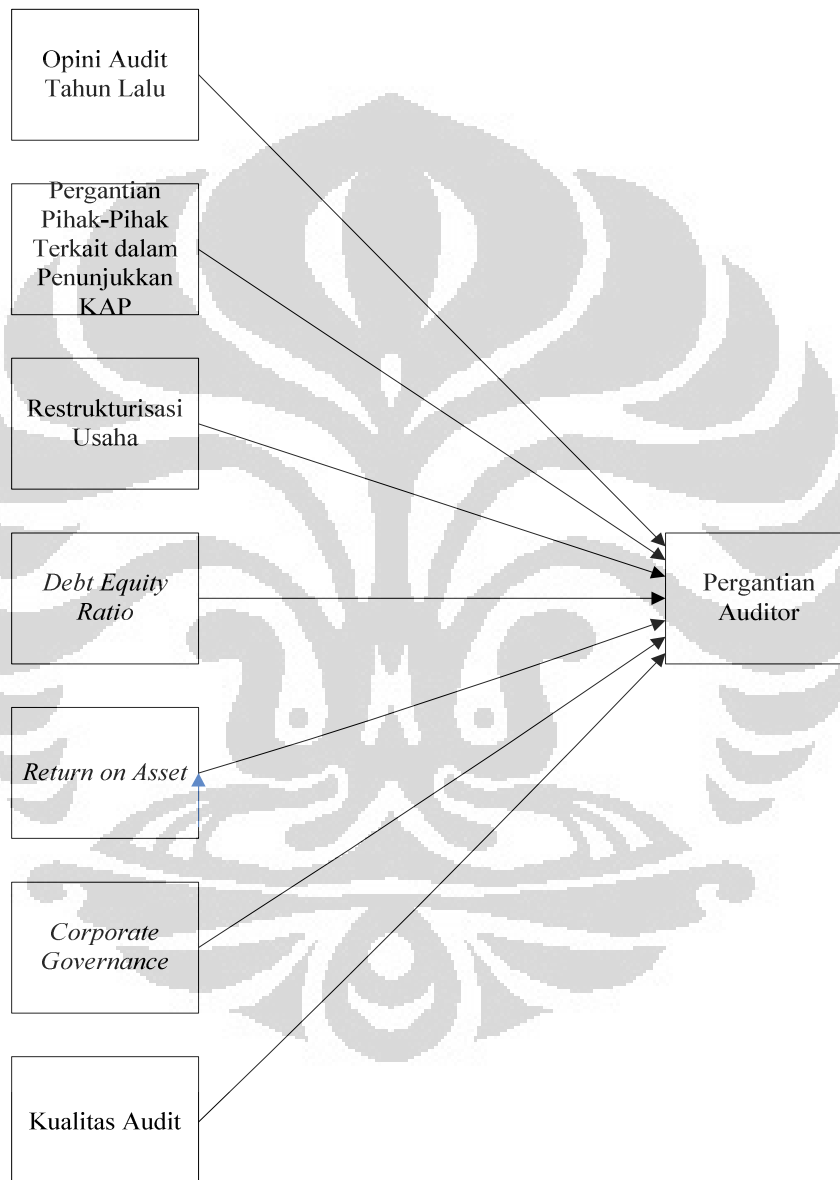 Opini Audit
Tahun Lalu
Pergantian
Pihak-Pihak
Terkait dalam
Penunjukkan
KAP
Restrukturisasi
Usaha
Debt Equity
Ratio
Pergantian
Auditor
Return on Asset
Corporate
Governance
Kualitas Audit